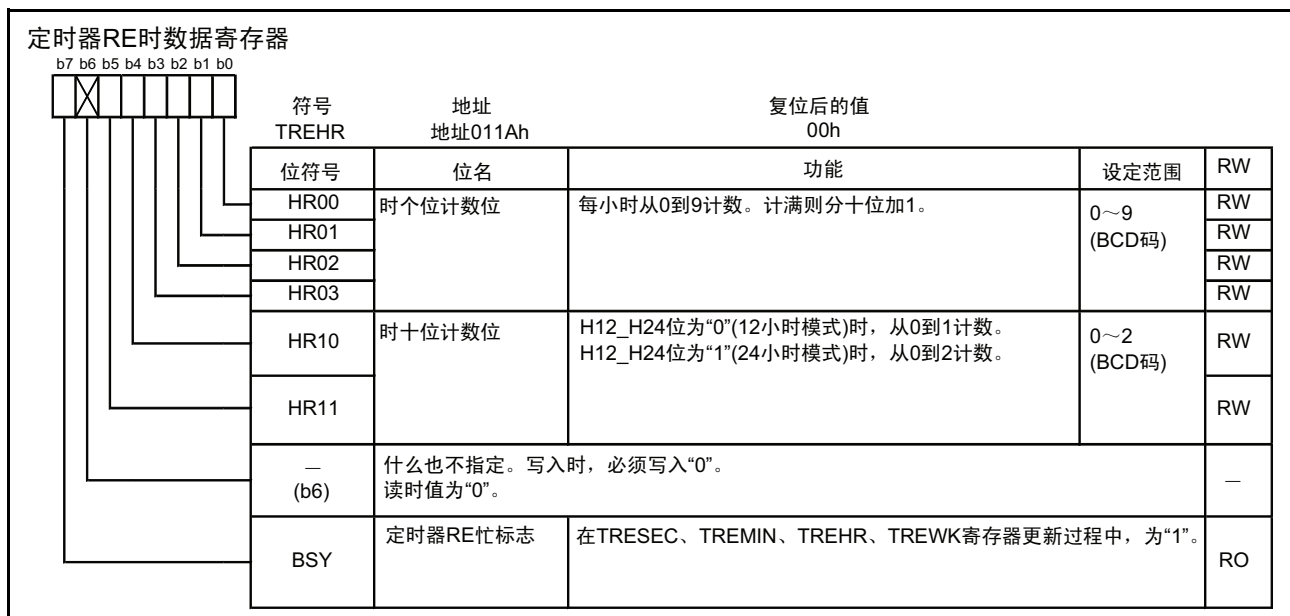 定时器RE时数据寄存器
b7 b6 b5 b4 b3 b2 b1 b0
符号 地址 复位后的值
TREHR 地址011Ah 00h
位符号 位名 功能 设定范围 RW
HR00 时个位计数位 每小时从0到9计数。计满则分十位加1。 0～9 RW
HR01 (BCD码) RW
HR02 RW
HR03 RW
HR10 时十位计数位 H12_H24位为“0”(12小时模式)时，从0到1计数。 0～2 RW
H12_H24位为“1”(24小时模式)时，从0到2计数。 (BCD码)
HR11 RW
— 什么也不指定。写入时，必须写入“0”。 —
(b6) 读时值为“0”。
BSY 定时器RE忙标志 在TRESEC、TREMIN、TREHR、TREWK寄存器更新过程中，为“1”。 RO